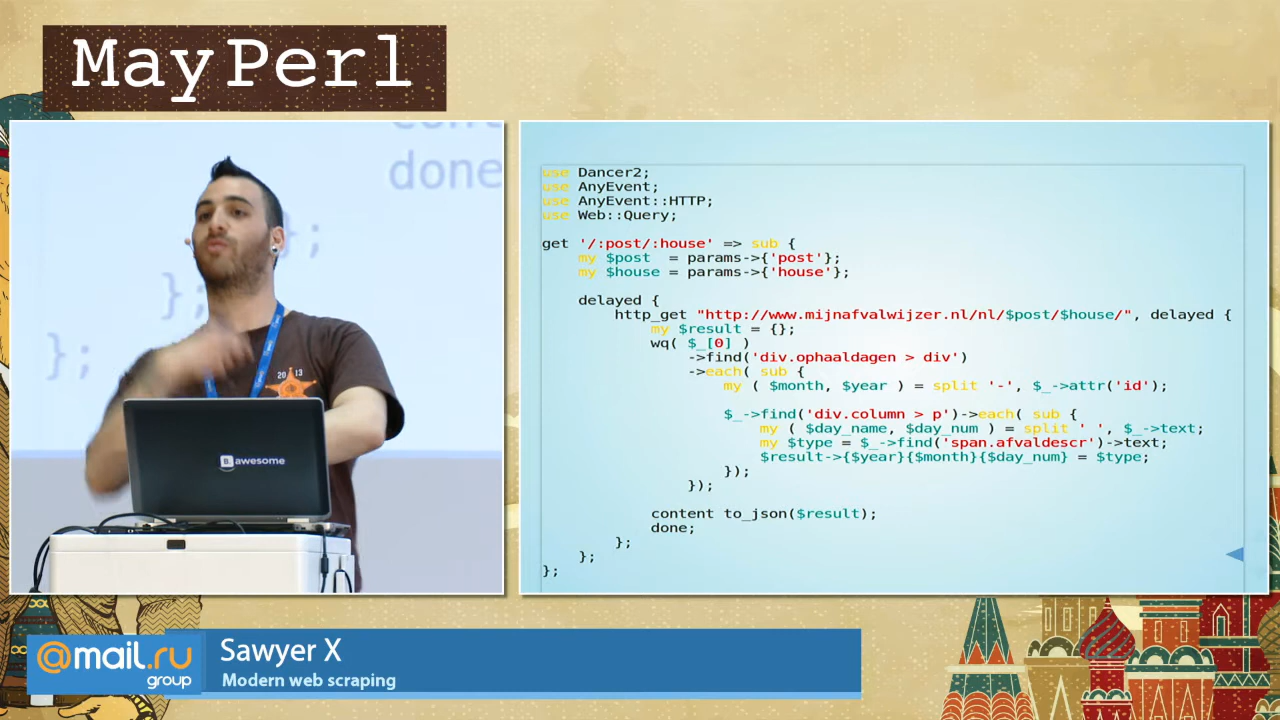 MayPerl
done
};
};
};
2013
B. awesome
use Dancer2;
use AnyEvent;
use AnyEvent::HTTP;
use Web::Query;
get '/:post/:house' => sub {
my $post = params->{'post'};
my $house = params->{'house'};
delayed {
http_get "http://www.mijnafvalwijzer.nl/nl/$post/$house/", delayed {
my $result = {};
wq( $_[0] )
->find('div.ophaaldagen > div')
->each( sub {
my ( $month, $year ) = split '-', $_->attr('id');
$_->find('div.column > p')->each( sub {
my ( $day_name, $day_num ) = split ' ', $_->text;
my $type = $_->find('span.afvaldescr')->text;
$result->{$year}{$month}{$day_num} = $type;
});
});
content to_json($result);
done;
};
};
};
@mail.ru
group
Sawyer X
Modern web scraping